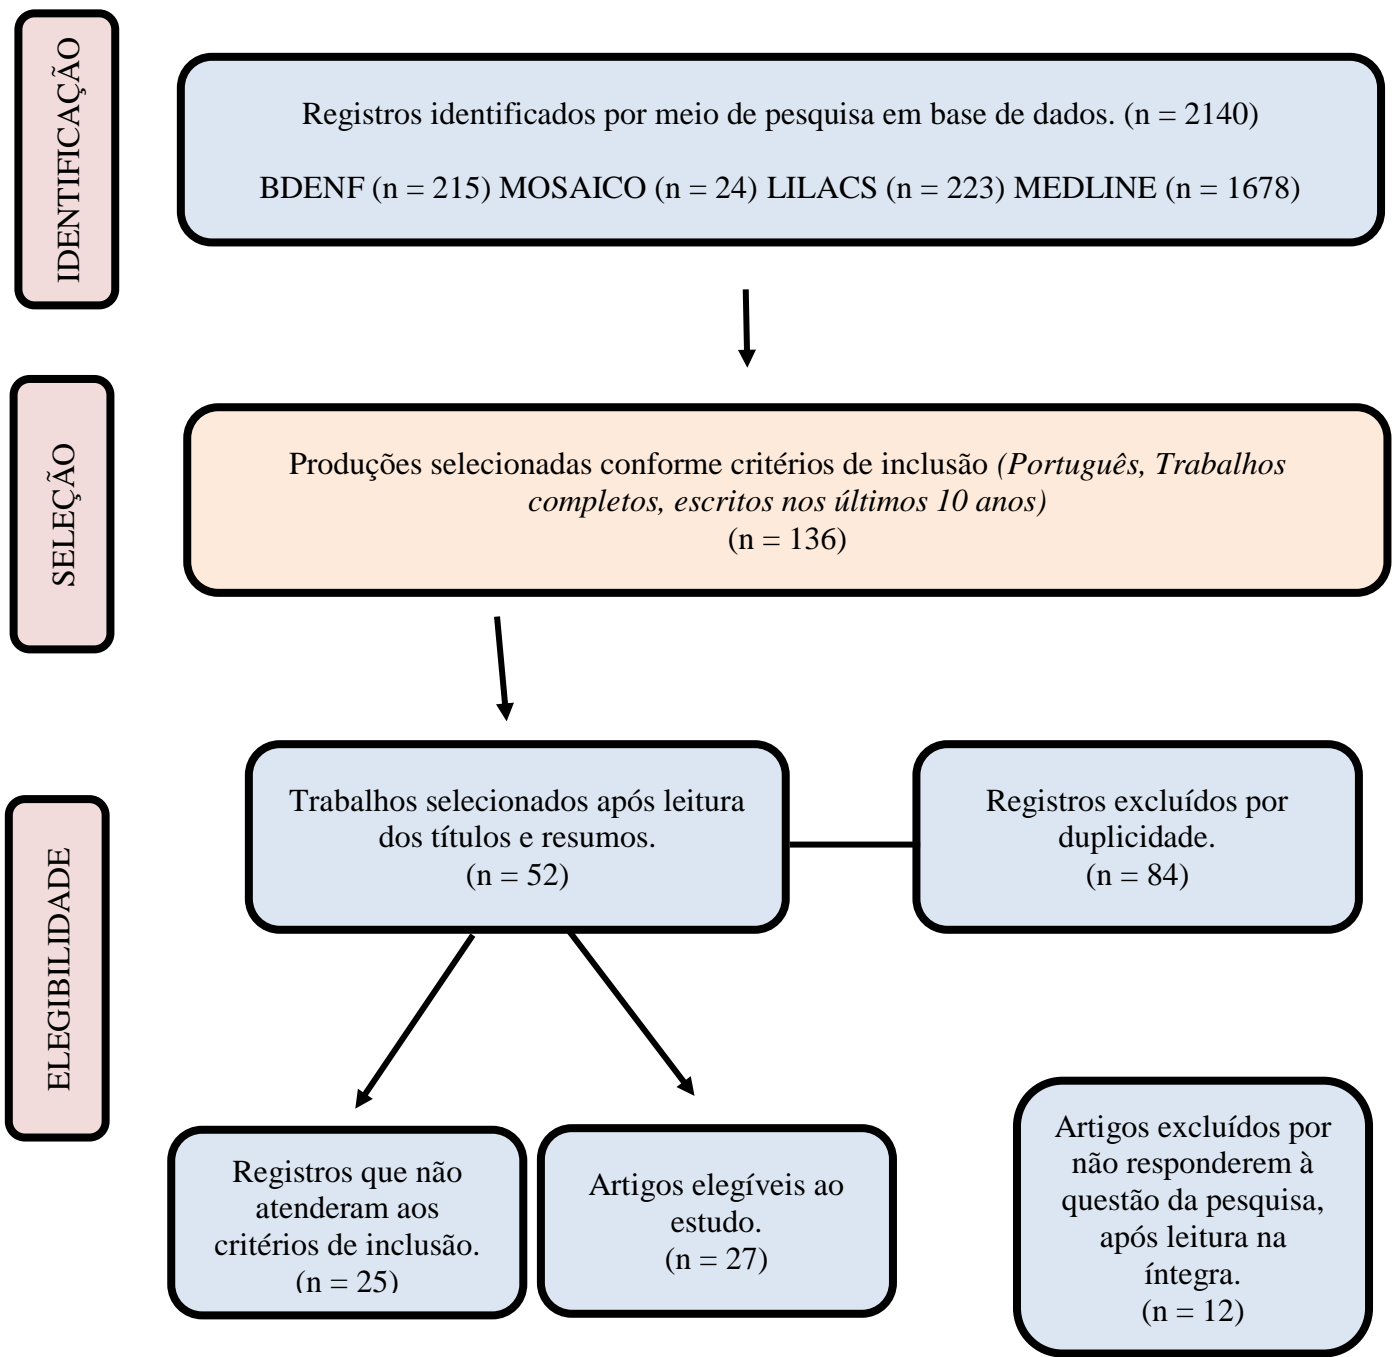 IDENTIFICAÇÃO
Registros identificados por meio de pesquisa em base de dados. (n = 2140)
BDENF (n = 215) MOSAICO (n = 24) LILACS (n = 223) MEDLINE (n = 1678)
SELEÇÃO
Produções selecionadas conforme critérios de inclusão (Português, Trabalhos
completos, escritos nos últimos 10 anos)
(n = 136)
ELEGIBILIDADE
Trabalhos selecionados após leitura
dos títulos e resumos.
(n = 52)
Registros excluídos por
duplicidade.
(n = 84)
Registros que não
atenderam aos
critérios de inclusão.
(n = 25)
Artigos elegíveis ao
estudo.
(n = 27)
Artigos excluídos por
não responderem à
questão da pesquisa,
após leitura na
íntegra.
(n = 12)